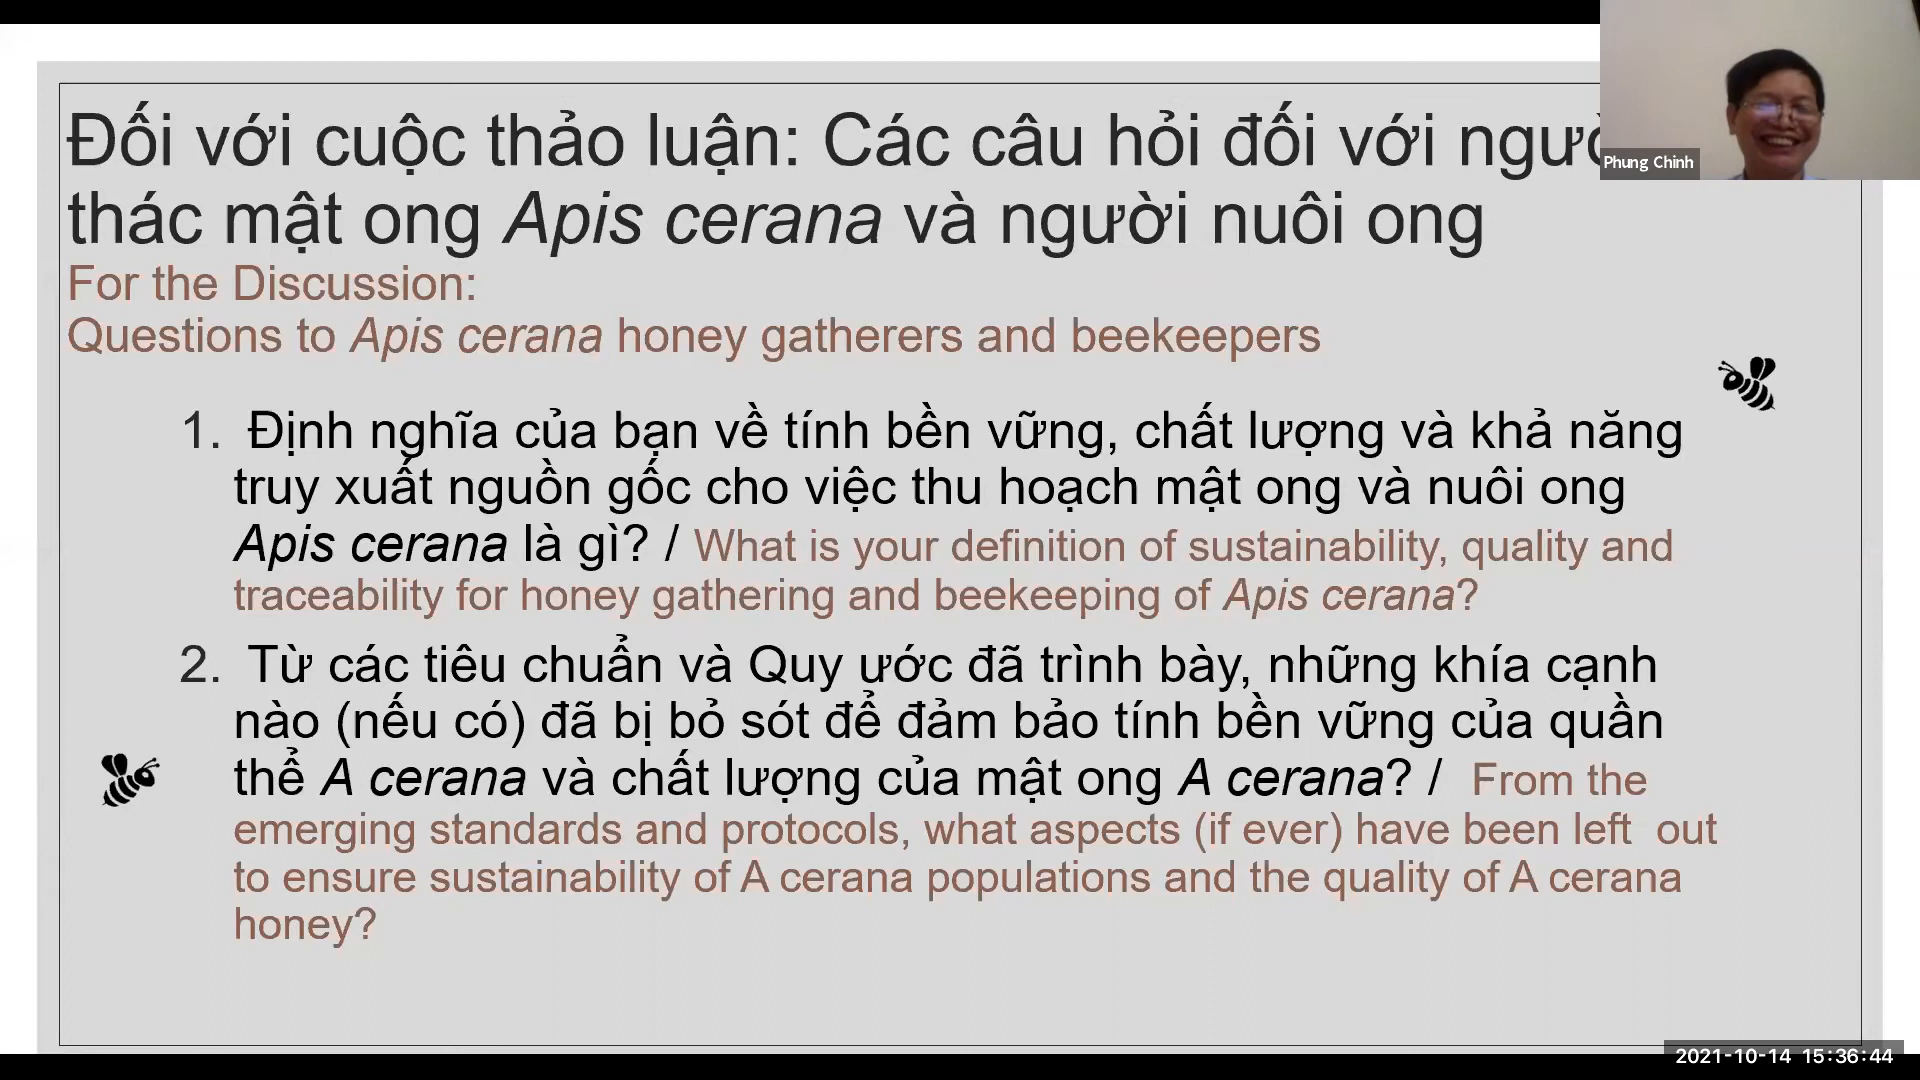 Đối với cuộc thảo luận: Các câu hỏi đối với
thác mật ong Apis cerana và người nuôi ong
For the Discussion:
Questions to Apis cerana honey gatherers and beekeepers
1. Định nghĩa của bạn về tính bền vững, chất lượng và khả năng
truy xuất nguồn gốc cho việc thu hoạch mật ong và nuôi ong
Apis cerana là gì? / What is your definition of sustainability, quality and
traceability for honey gathering and beekeeping of Apis cerana?
2. Từ các tiêu chuẩn và Quy ước đã trình bày, những khía cạnh
nào (nếu có) đã bị bỏ sót để đảm bảo tính bền vững của quần
thể A cerana và chất lượng của mật ong A cerana? / From the
emerging standards and protocols, what aspects (if ever) have been left out
to ensure sustainability of A cerana populations and the quality of A cerana
honey?
Phung Chinh
2021-10-14 15:36:44